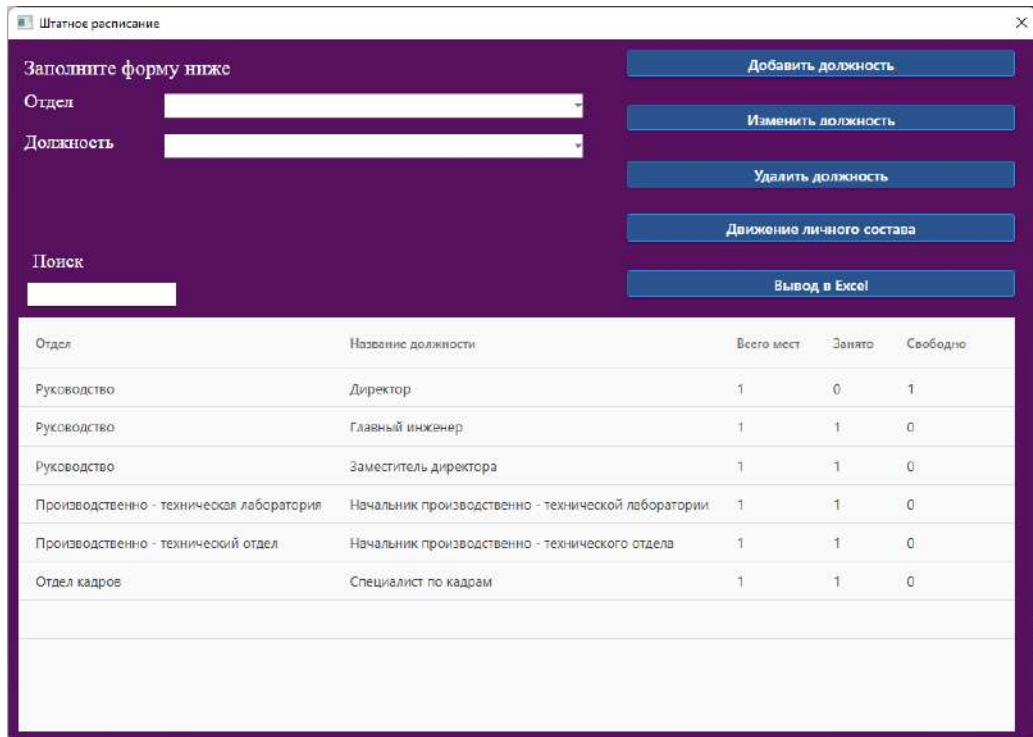 Штатное расписание
Заполните форму ниже
Отдел
Должность
Поиск
Добавить должность
Изменить должность
Удалить должность
Движение личного состава
Вывод в Excel
Отдел Название должности Всего мест Занято Свободно
Руководство Директор 1 0 1
Руководство Главный инженер 1 1 0
Руководство Заместитель директора 1 1 0
Производственно - техническая лаборатория Начальник производственно - технической лаборатории 1 1 0
Производственно - технический отдел Начальник производственно - технического отдела 1 1 0
Отдел кадров Специалист по кадрам 1 1 0